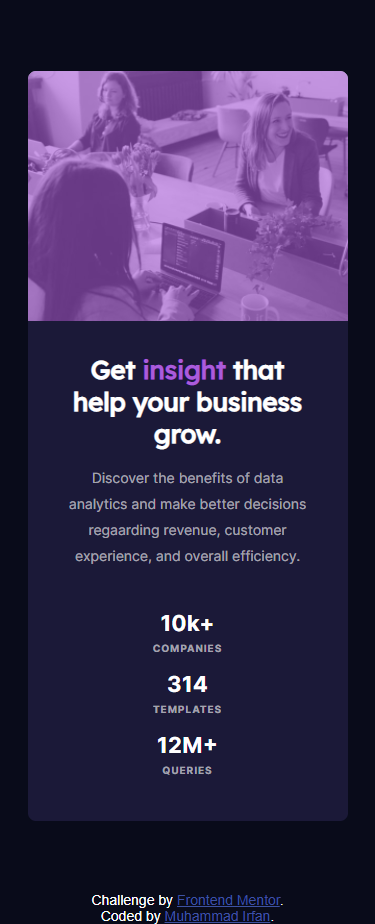 Get insight that
help your business
grow.
Discover the benefits of data
analytics and make better decisions
regaarding revenue, customer
experience, and overall efficiency.
10k+
COMPANIES
314
TEMPLATES
12M+
QUERIES
Challenge by Frontend Mentor.
Coded by Muhammad Irfan.